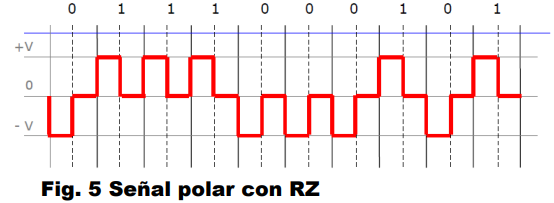 0 1 1 1 0 0 0 1 0 1
+V
0
- V
Fig. 5 Señal polar con RZ